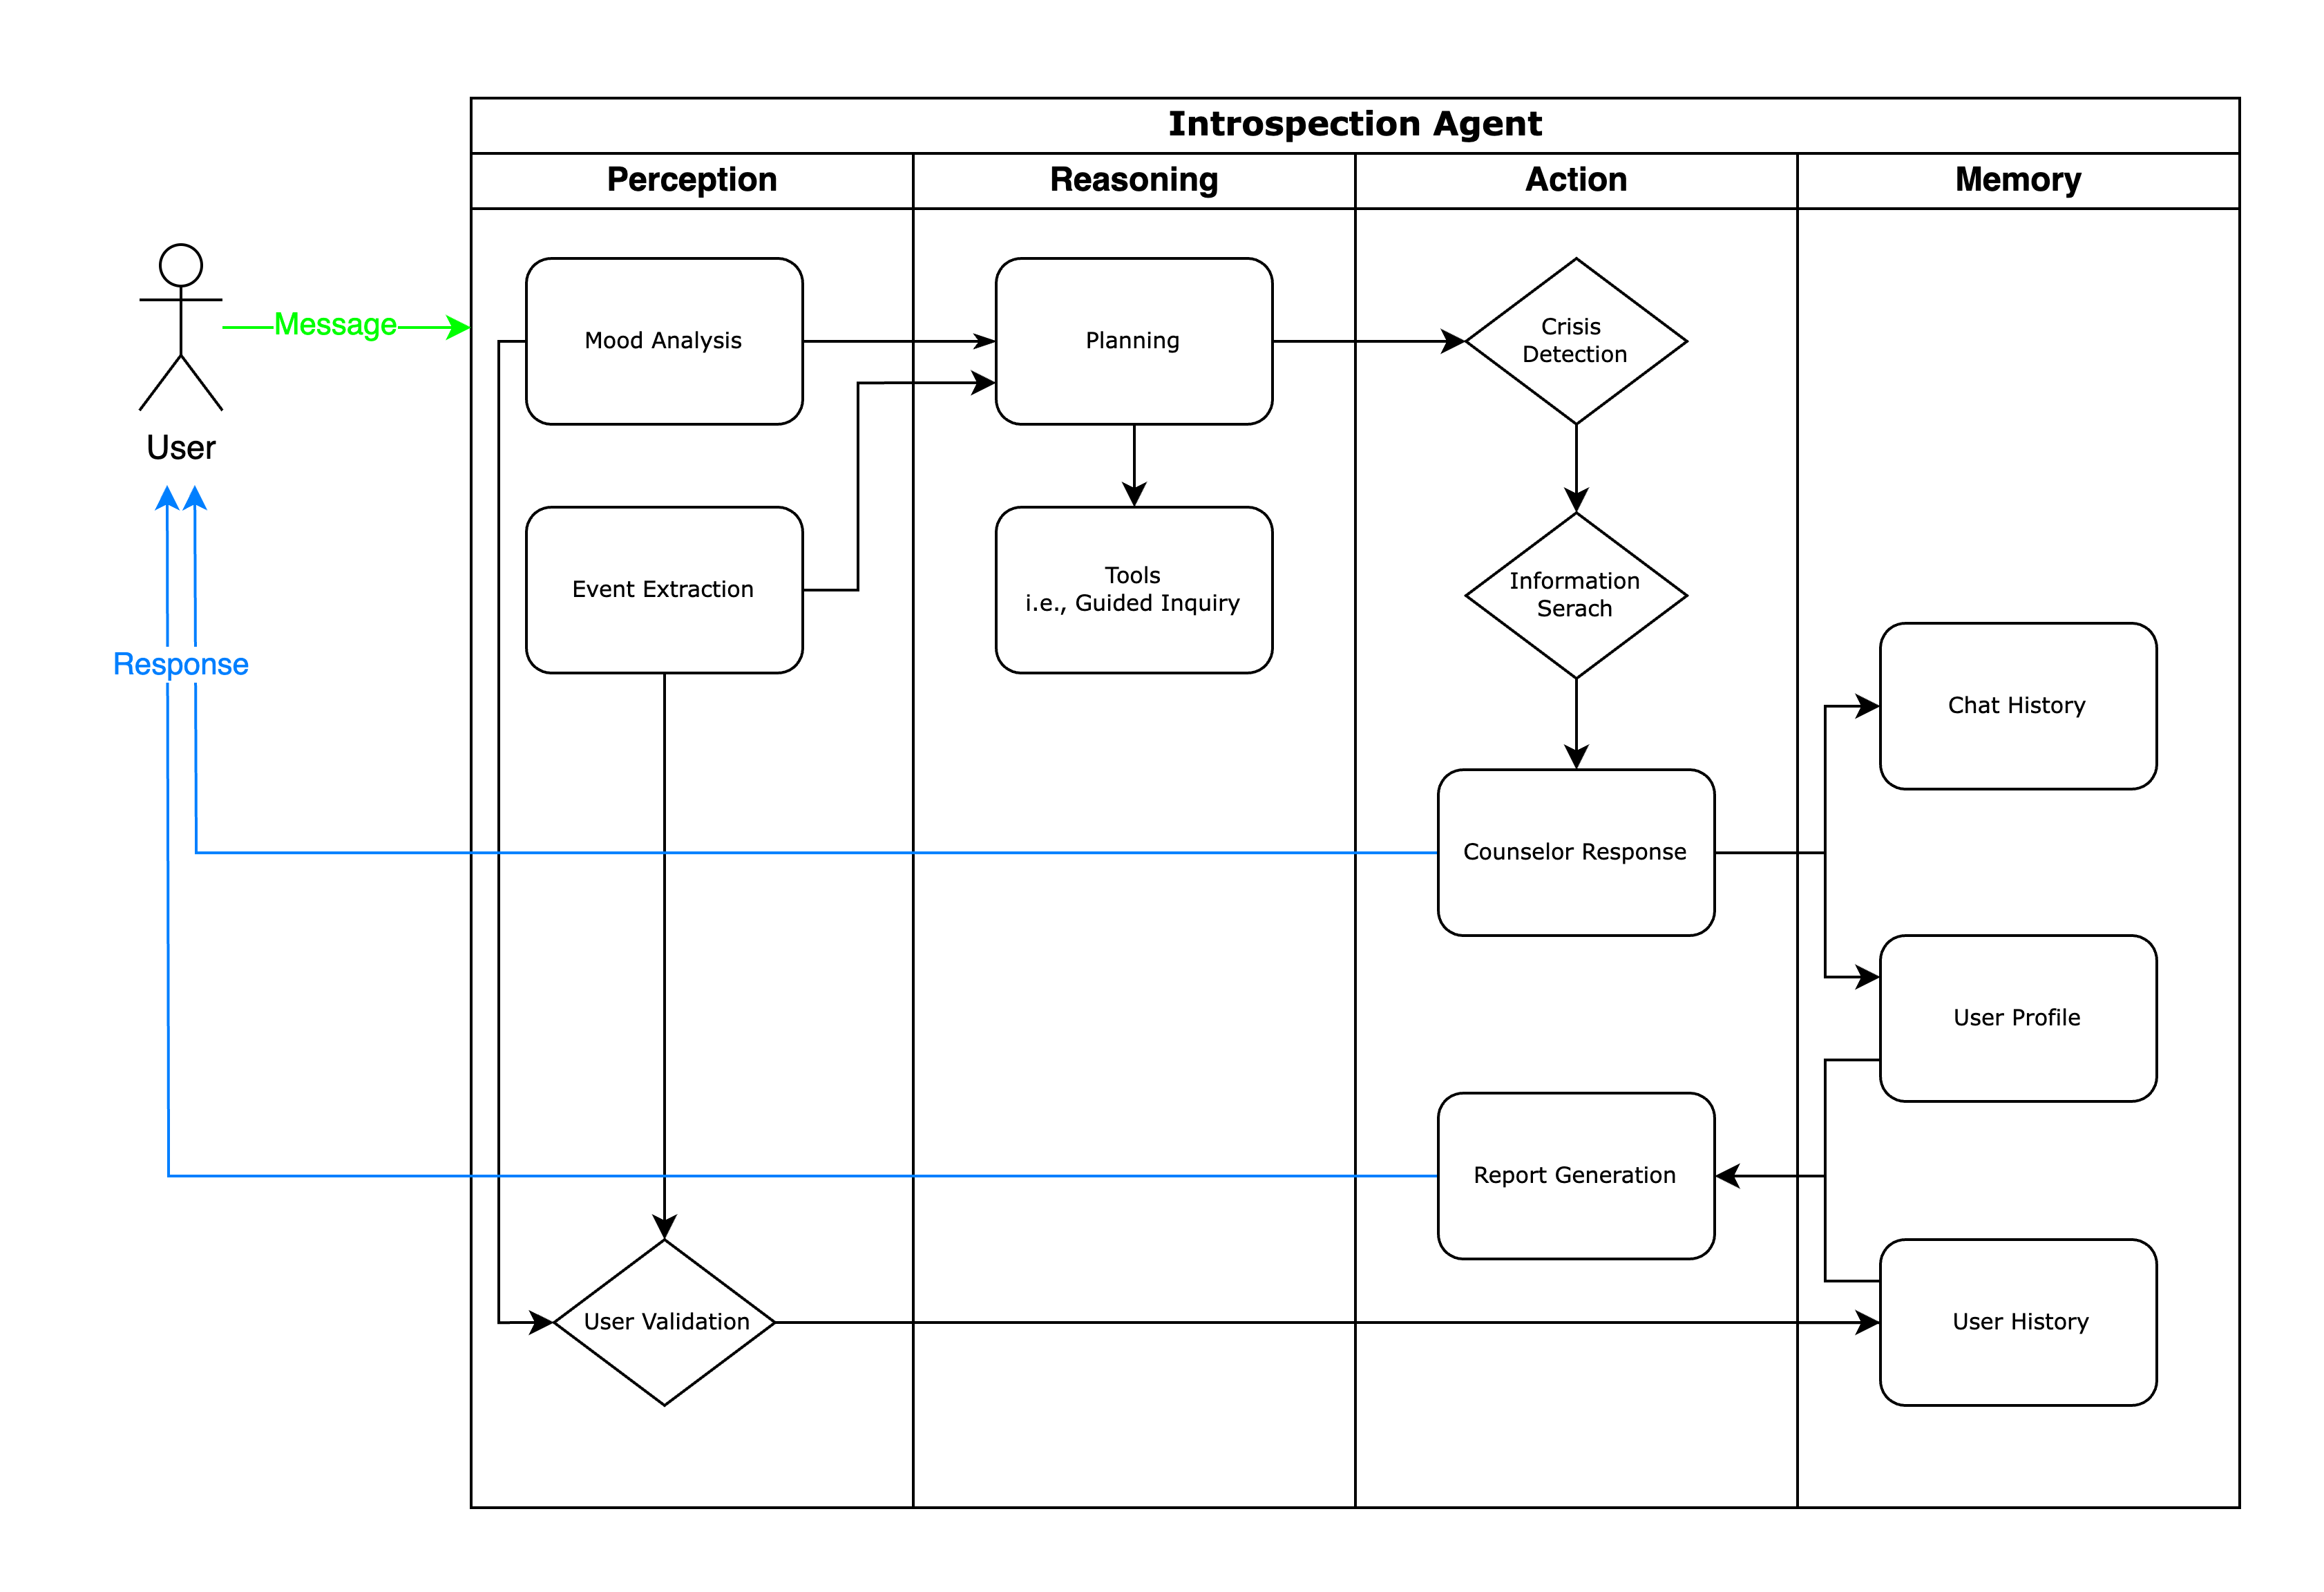 Introspection Agent
Perception
Reasoning
Action
Memory
Message
User
Response
Mood Analysis
Planning
Crisis
Detection
Event Extraction
Tools
i.e., Guided Inquiry
Information
Serach
Chat History
Counselor Response
User Profile
Report Generation
User Validation
User History